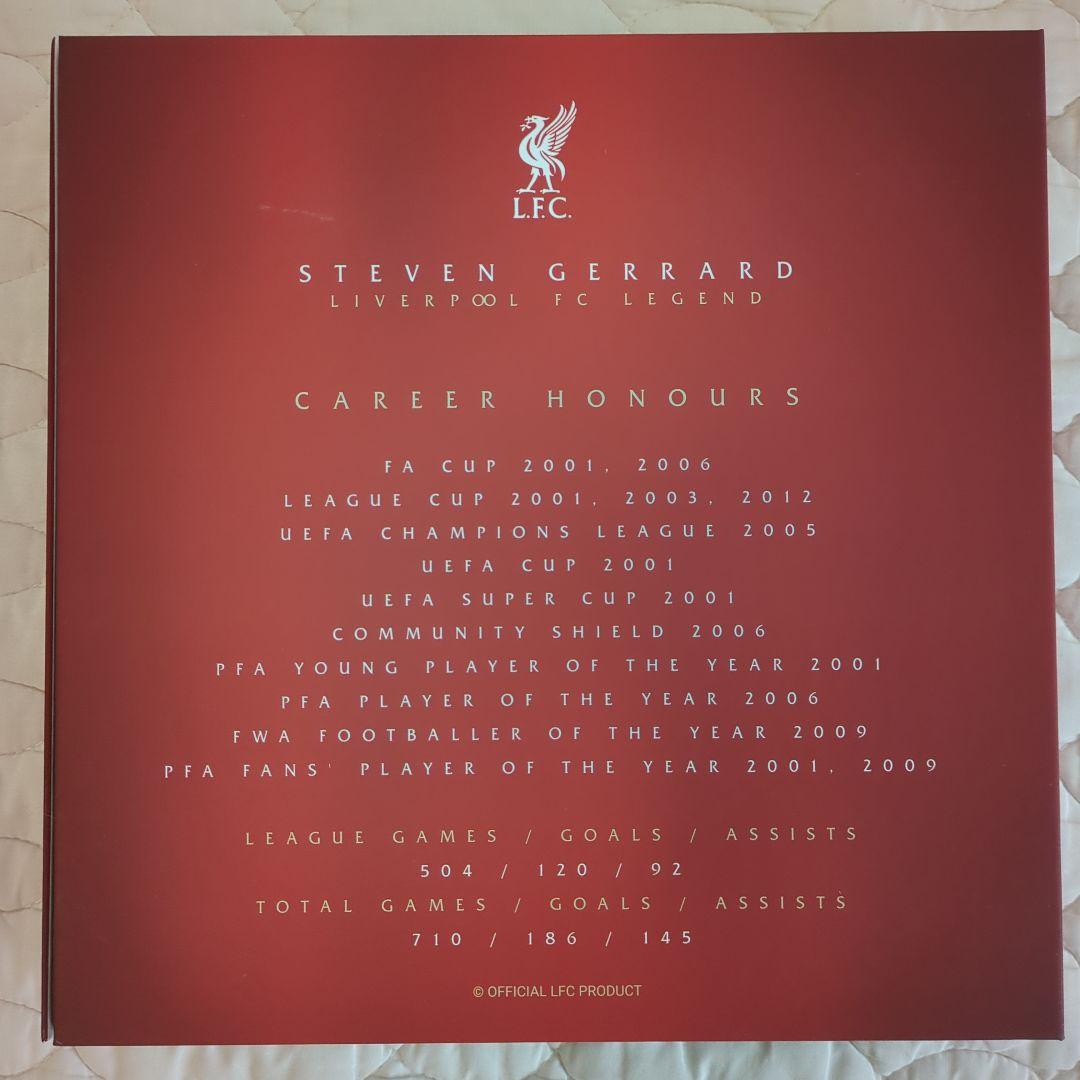 L.F.C.
STEVEN GERRARD
LIVERPOOL FC LEGEND
CAREER HONOURS
FA CUP 2001, 2006
LEAGUE CUP 2001, 2003, 2012
UEFA CHAMPIONS LEAGUE 2005
UEFA CUP 2001
UEFA SUPER CUP 2001
COMMUNITY SHIELD 2006
PFA YOUNG PLAYER OF THE YEAR 2001
PFA PLAYER OF THE YEAR 2006
FWA FOOTBALLER OF THE YEAR 2009
PFA FANS' PLAYER OF THE YEAR 2001, 2009
LEAGUE GAMES / GOALS / ASSISTS
504 / 120 / 92
TOTAL GAMES / GOALS / ASSISTS
710 / 186 / 145
© OFFICIAL LFC PRODUCT